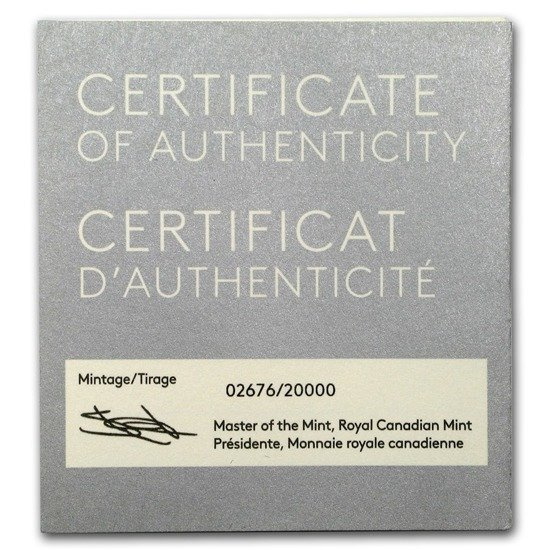 CERTIFICATE
OF AUTHENTICITY
CERTIFICAT
D'AUTHENTICITÉ
Mintage/Tirage
02676/20000
Master of the Mint, Royal Canadian Mint
Présidente, Monnaie royale canadienne